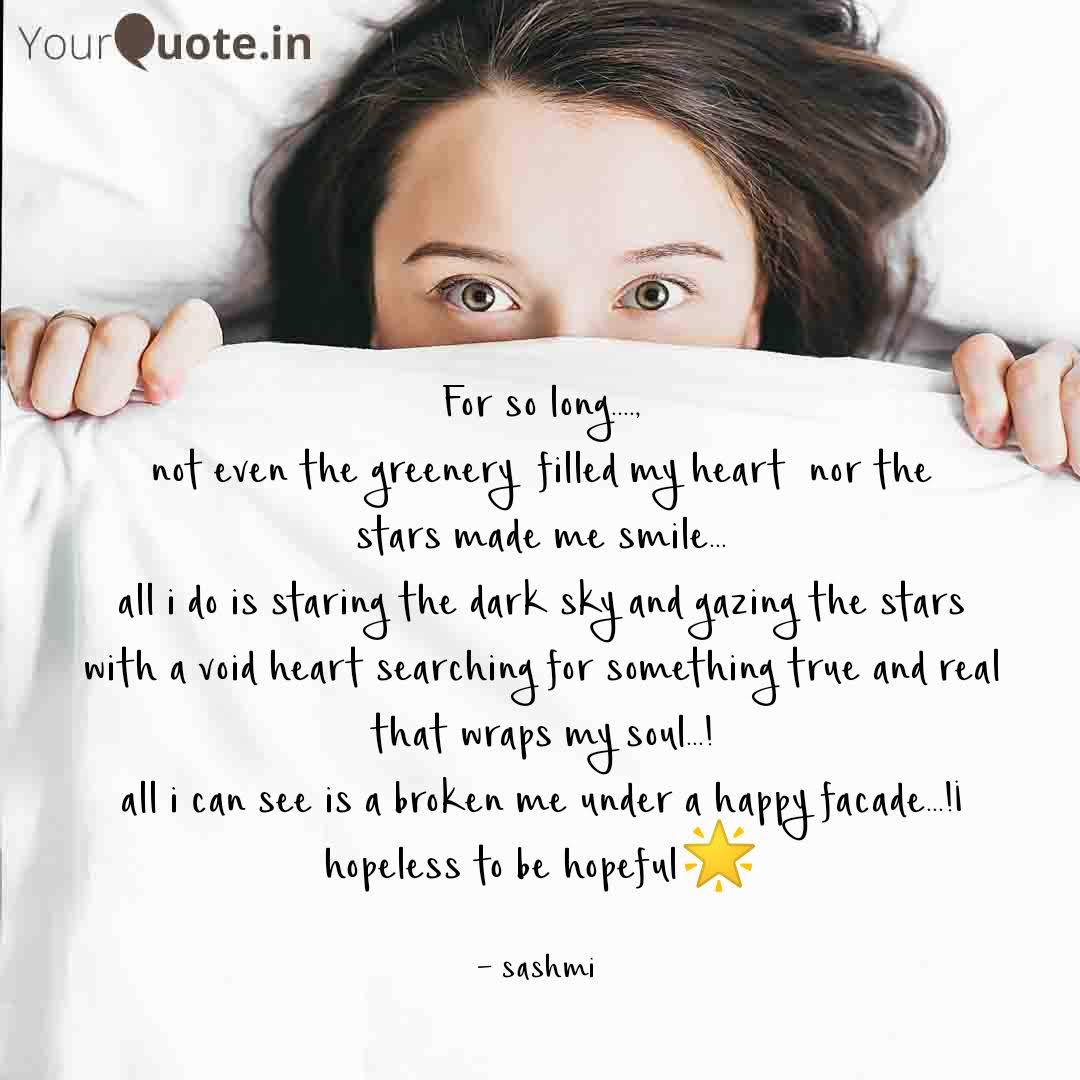 YourQuote.in
For so long....,
not even the greenery filled my heart nor the
stars made me smile...
all i do is staring the dark sky and gazing the stars
with a void heart searching for something true and real
that wraps my soul...!
all i can see is a broken me under a happy facade...!¡
hopeless to be hopeful🌟
- sashmi